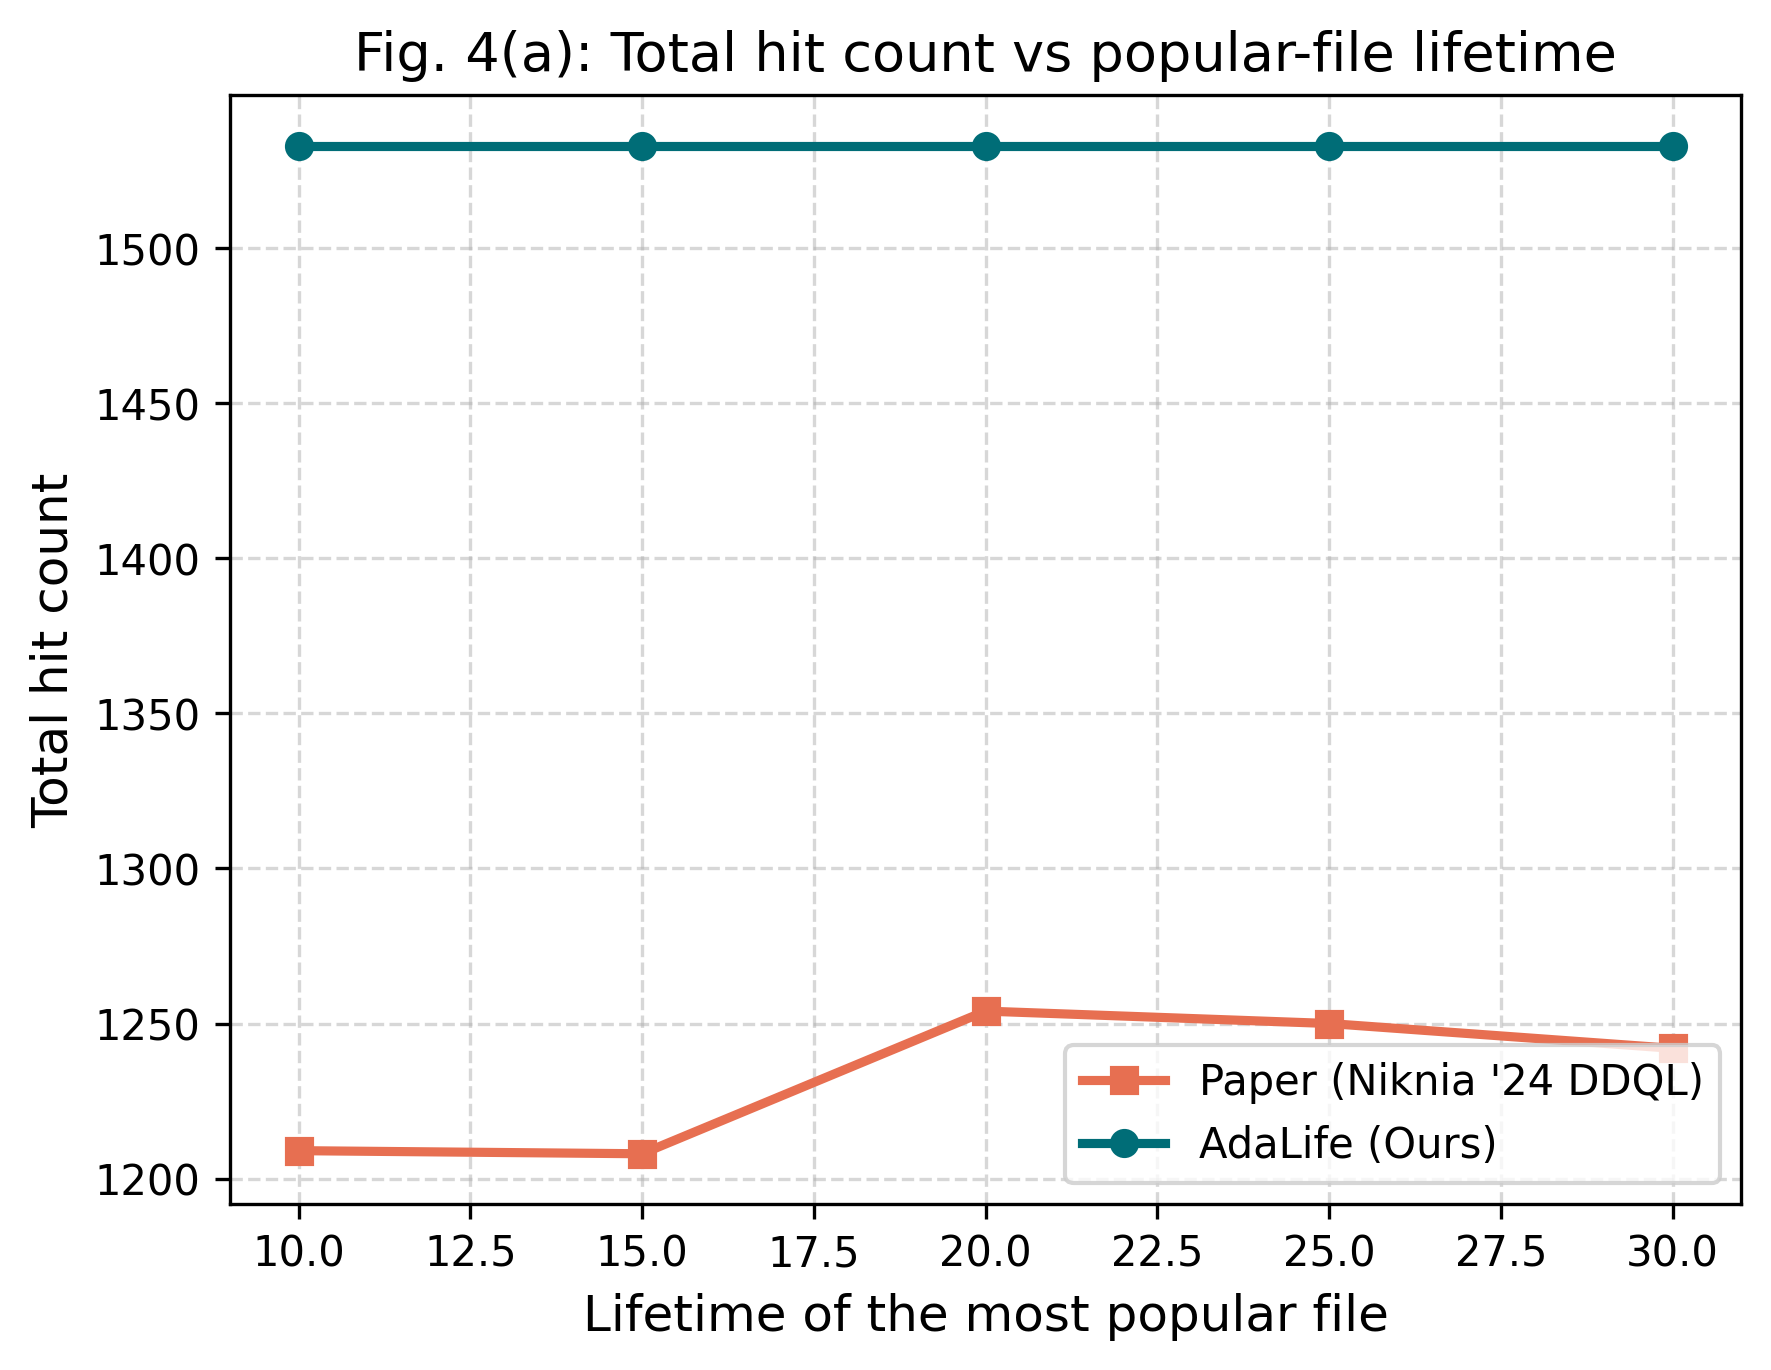 Fig. 4(a): Total hit count vs popular-file lifetime
Total hit count
1500
1450
1400
1350
1300
1250
1200
Paper (Niknia '24 DDQL)
AdaLife (Ours)
10.0 12.5 15.0 17.5 20.0 22.5 25.0 27.5 30.0
Lifetime of the most popular file